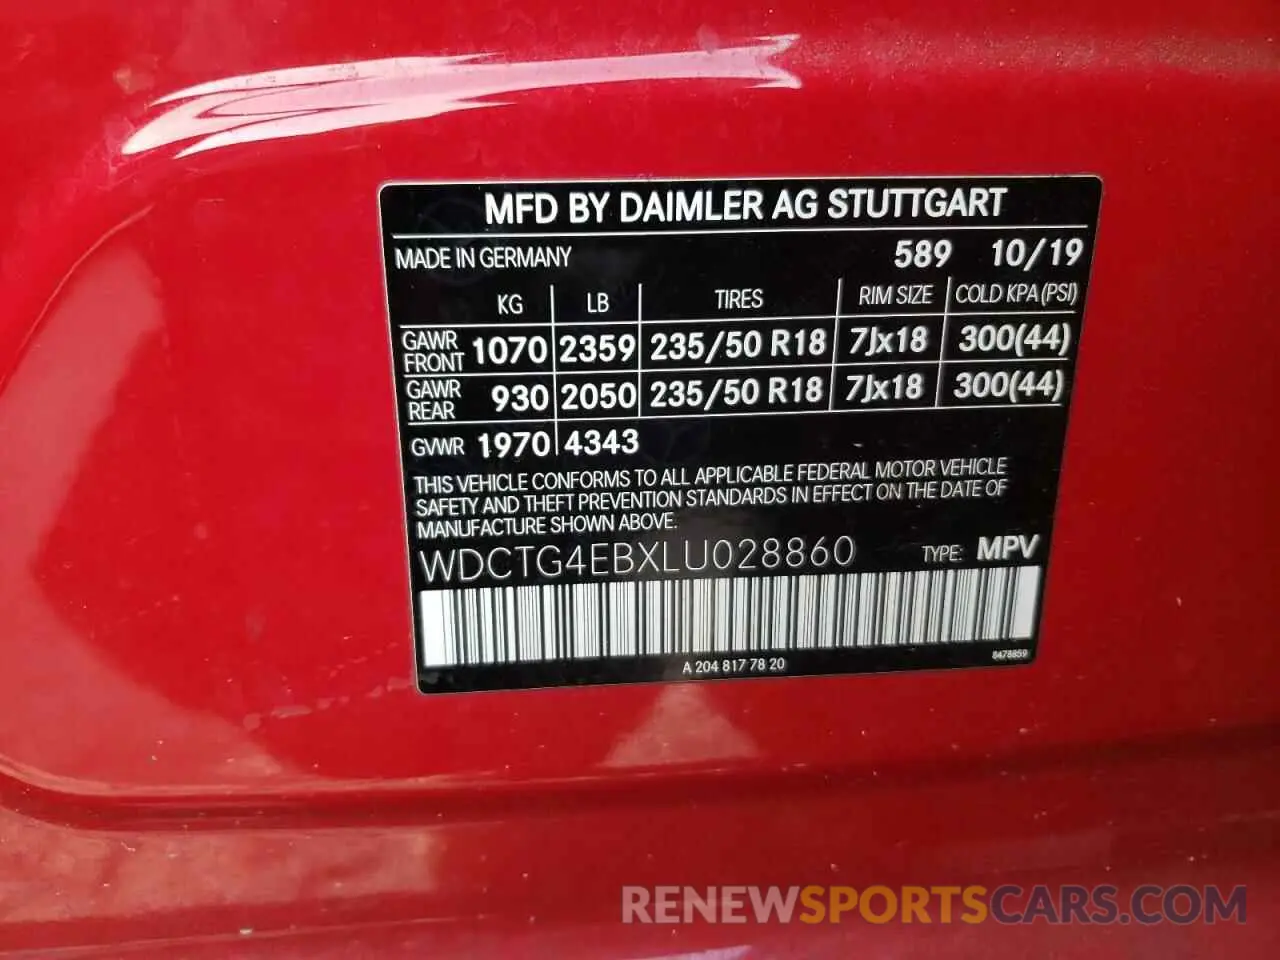 MFD BY DAIMLER AG STUTTGART
MADE IN GERMANY 589 10/19
KG LB TIRES RIM SIZE COLD KPA (PSI)
GAWR FRONT 1070 2359 235/50 R18 7Jx18 300(44)
GAWR REAR 930 2050 235/50 R18 7Jx18 300(44)
GVWR 1970 4343
THIS VEHICLE CONFORMS TO ALL APPLICABLE FEDERAL MOTOR VEHICLE
SAFETY AND THEFT PREVENTION STANDARDS IN EFFECT ON THE DATE OF
MANUFACTURE SHOWN ABOVE.
WDCTG4EBXLU028860 TYPE: MPV
A 204 817 78 20 8478859
RENEWSPORTSCARS.COM